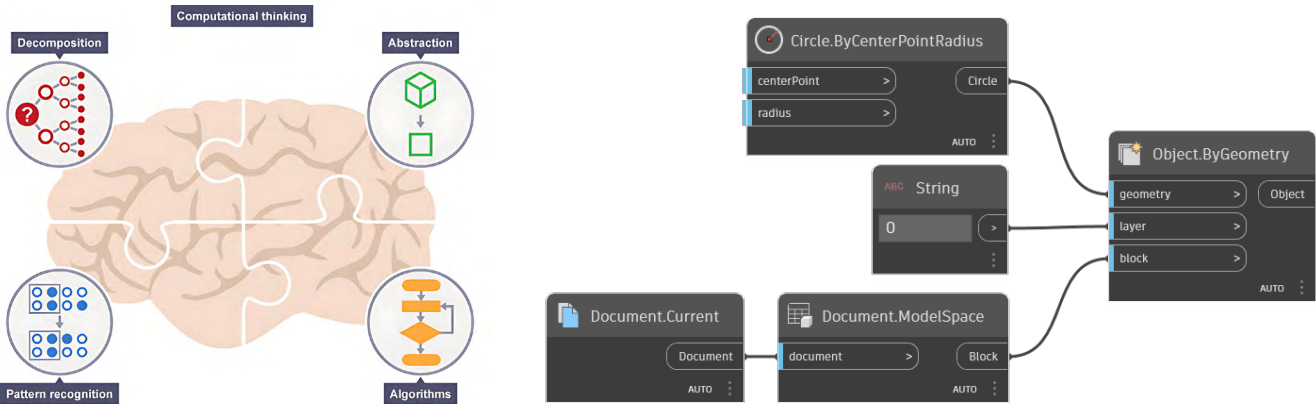 Computational thinking
Decomposition
Abstraction
?
Pattern recognition
Algorithms
Circle.ByCenterPointRadius
centerPoint >
Circle
radius >
AUTO
ABC String
0
>
Document.Current
Document
AUTO
Document.ModelSpace
document >
Block
AUTO
Object.ByGeometry
geometry >
Object
layer >
block >
AUTO